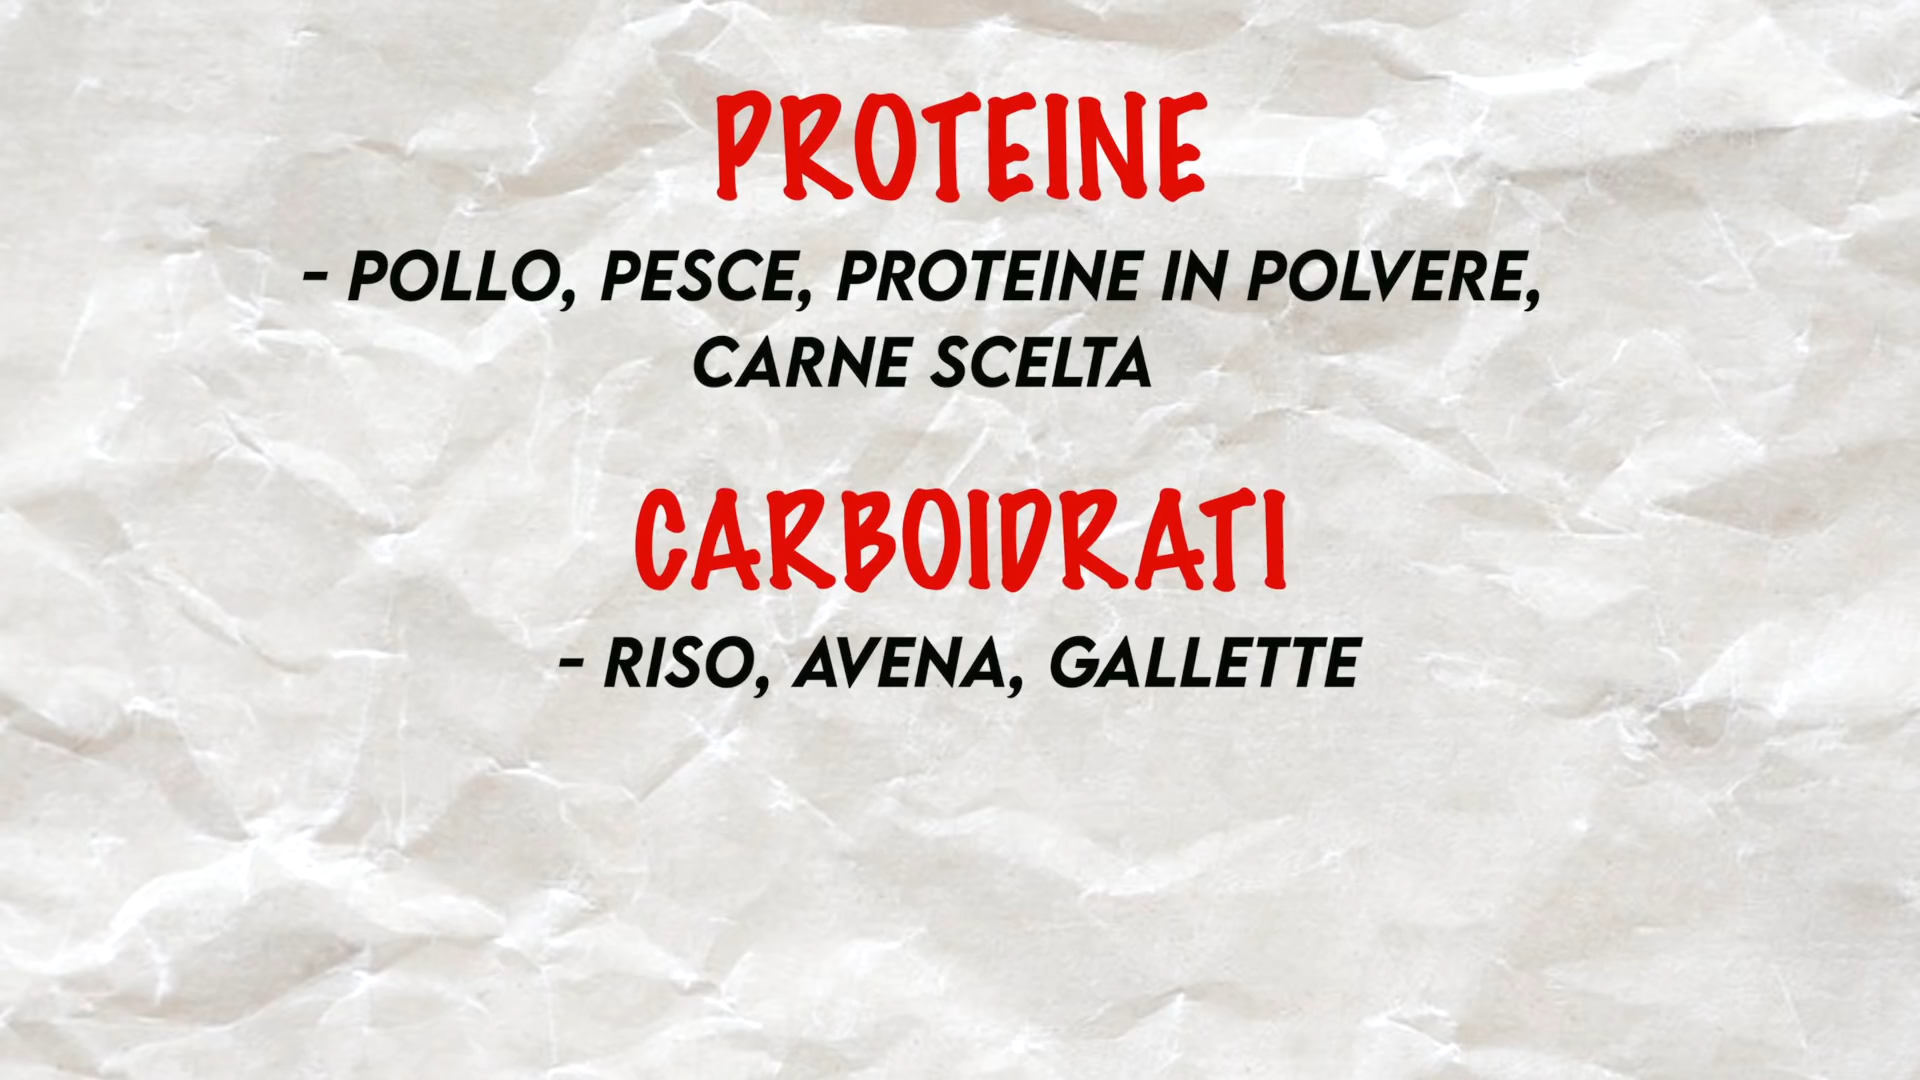 PROTEINE
- POLLO, PESCE, PROTEINE IN POLVERE,
CARNE SCELTA
CARBOIDRATI
- RISO, AVENA, GALLETTE